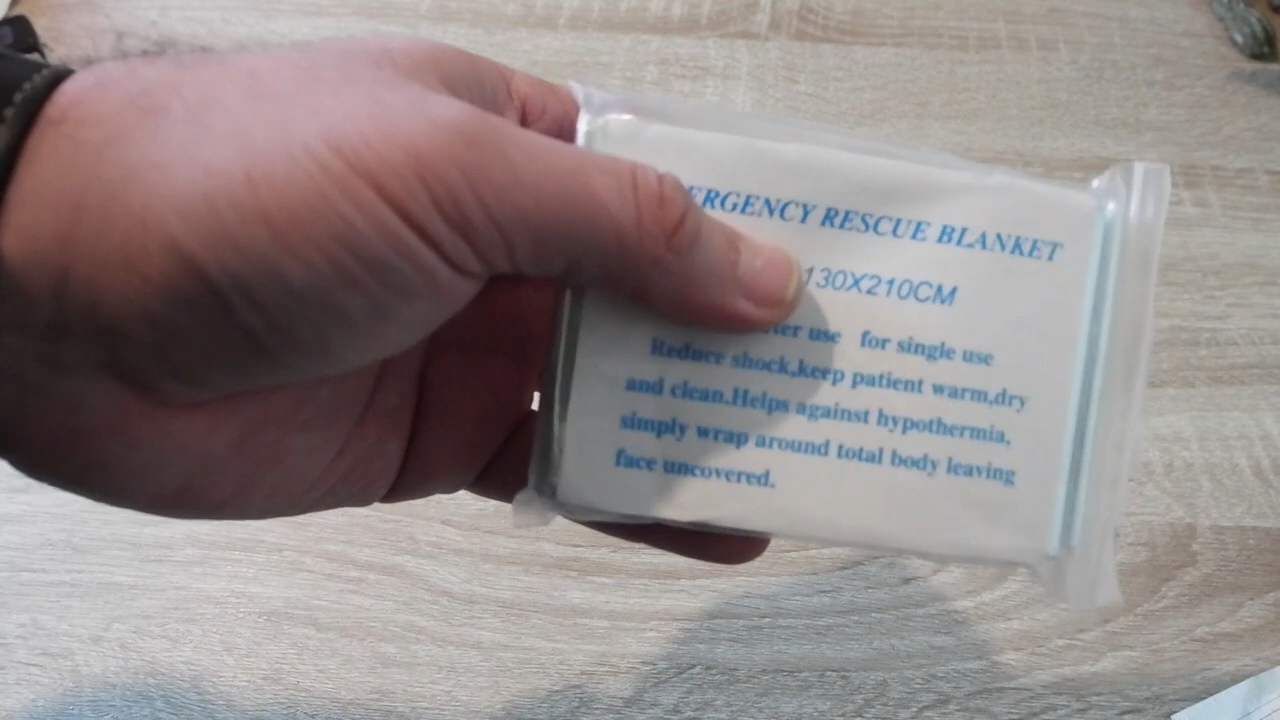 ERGENCY RESCUE BLANKET
130X210CM
ter use for single use
Reduce shock,keep patient warm,dry
and clean.Helps against hypothermia,
simply wrap around total body leaving
face uncovered.